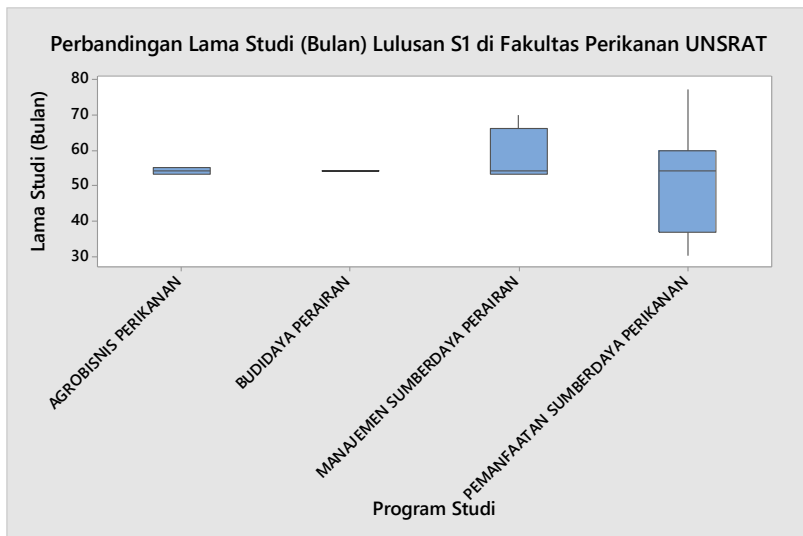 Perbandingan Lama Studi (Bulan) Lulusan S1 di Fakultas Perikanan UNSRAT
Lama Studi (Bulan)
80
70
60
50
40
30
AGROBISNIS PERIKANAN
BUDIDAYA PERAIRAN
MANAJEMEN SUMBERDAYA PERAIRAN
PEMANFAATAN SUMBERDAYA PERIKANAN
Program Studi